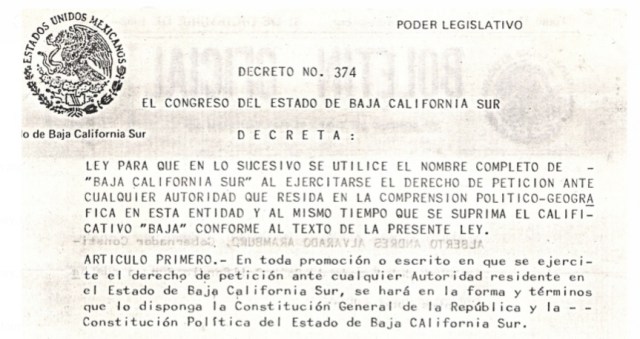 PODER LEGISLATIVO
ESTADOS UNIDOS MEXICANOS
DECRETO NO. 374
EL CONGRESO DEL ESTADO DE BAJA CALIFORNIA SUR
o de Baja California Sur
D E C R E T A :
LEY PARA QUE EN LO SUCESIVO SE UTILICE EL NOMBRE COMPLETO DE -
"BAJA CALIFORNIA SUR" AL EJERCITARSE EL DERECHO DE PETICION ANTE
CUALQUIER AUTORIDAD QUE RESIDA EN LA COMPRENSION POLITICO-GEOGRA
FICA EN ESTA ENTIDAD Y AL MISMO TIEMPO QUE SE SUPRIMA EL CALIFI-
CATIVO "BAJA" CONFORME AL TEXTO DE LA PRESENTE LEY.
ARTICULO PRIMERO.- En toda promoción o escrito en que se ejerci-
te el derecho de petición ante cualquier Autoridad residente en
el Estado de Baja California Sur, se hará en la forma y términos
que lo disponga la Constitución General de la República y la - -
Constitución Política del Estado de Baja CAlifornia Sur.